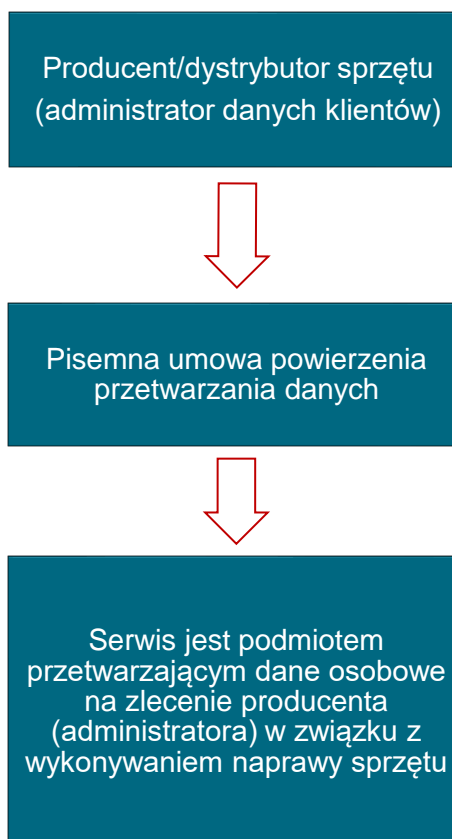 Producent/dystrybutor sprzętu
(administrator danych klientów)
Pisemna umowa powierzenia
przetwarzania danych
Serwis jest podmiotem
przetwarzającym dane osobowe
na zlecenie producenta
(administratora) w związku z
wykonywaniem naprawy sprzętu